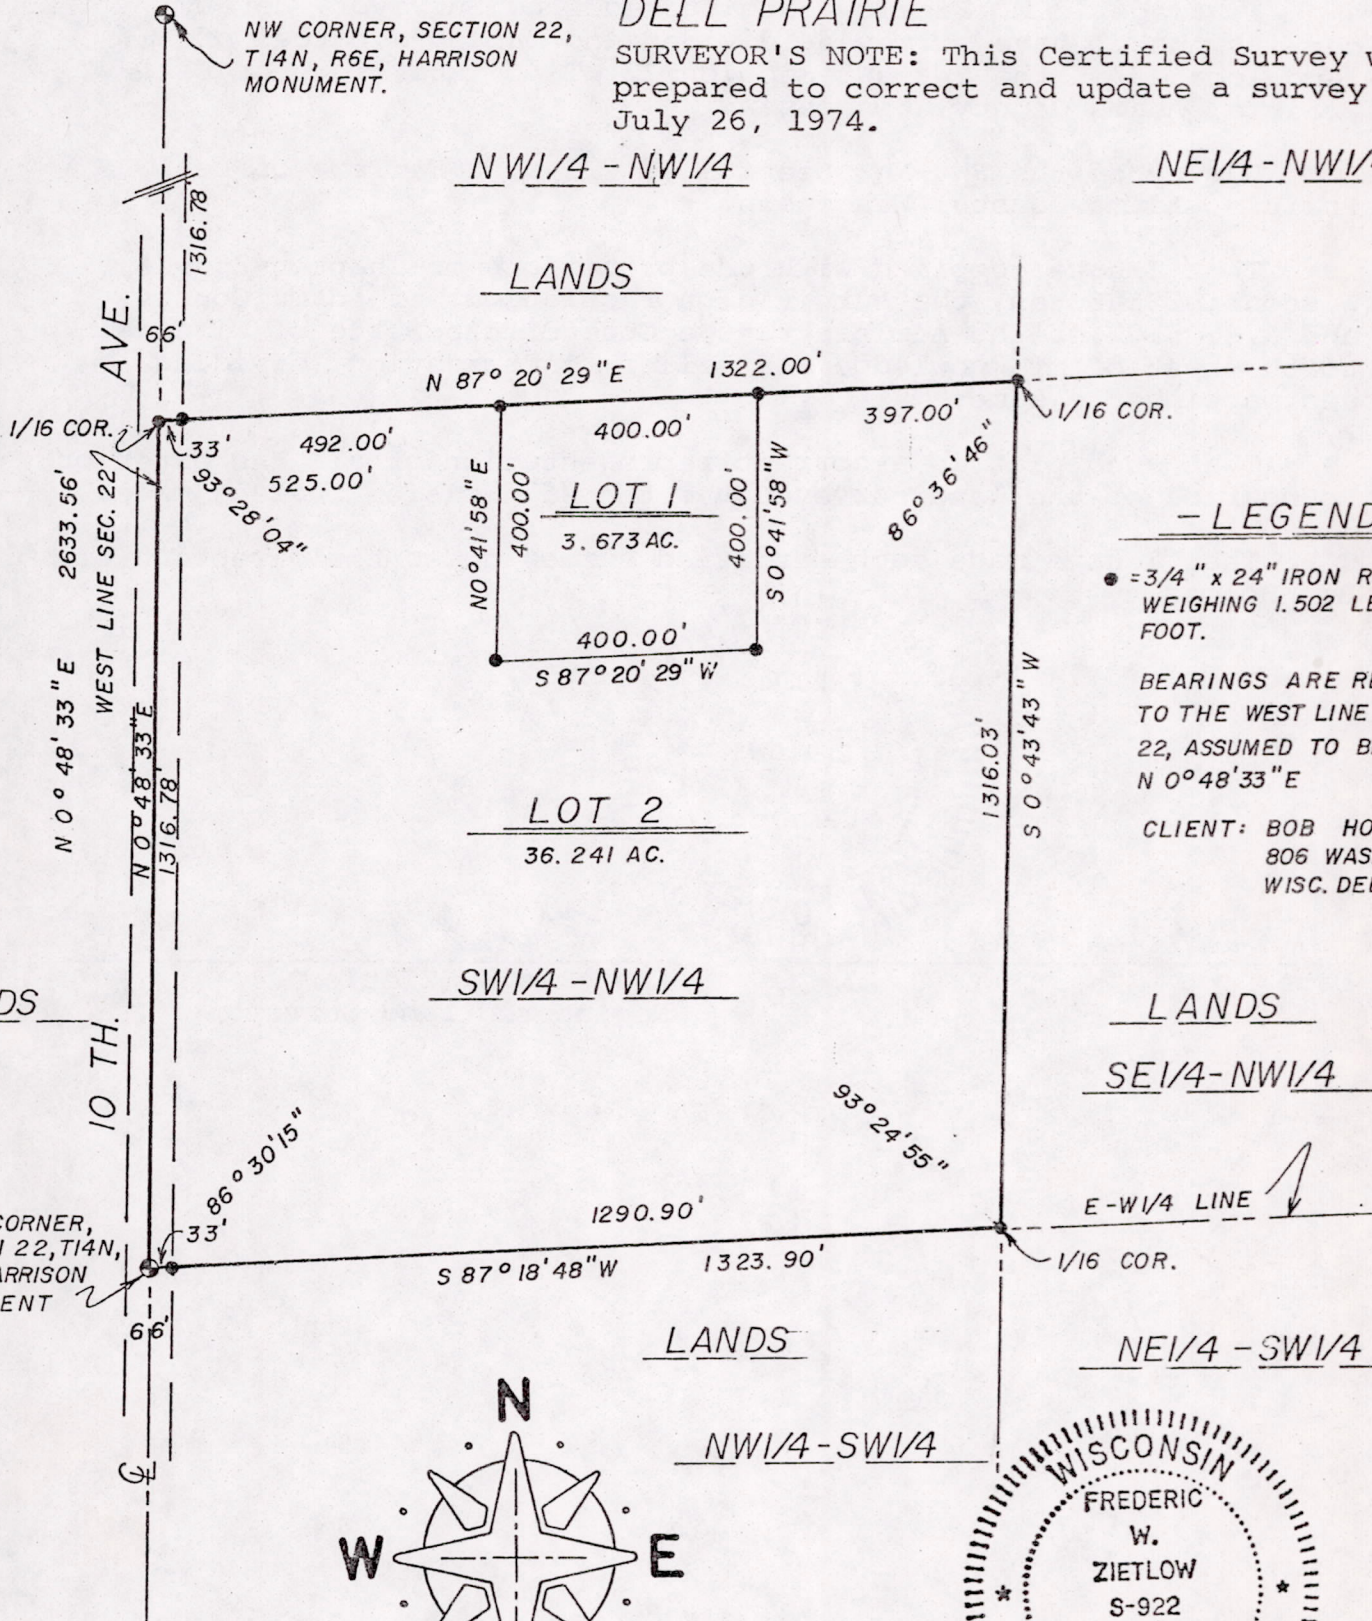 DELL PRAIRIE
NW CORNER, SECTION 22,
T14N, R6E, HARRISON
MONUMENT.
SURVEYOR'S NOTE: This Certified Survey
prepared to correct and update a survey
July 26, 1974.
NW1/4 - NW1/4
NE1/4 - NW1/4
1316.78
LANDS
AVE.
66'
N 87° 20' 29" E
1322.00'
1/16 COR.
33'
492.00'
400.00'
397.00'
1/16 COR.
525.00'
93° 28' 04"
86° 36' 46"
2633.56'
WEST LINE SEC. 22
N 0° 48' 33" E
N 0° 41' 58" E
400.00'
LOT 1
3.673 AC.
400.00'
S 0° 41' 58" W
400.00'
S 87° 20' 29" W
- LEGEND
= 3/4" x 24" IRON R
WEIGHING 1.502 LB
FOOT.
BEARINGS ARE RE
TO THE WEST LINE
22, ASSUMED TO B
N 0° 48' 33" E
CLIENT: BOB HO
806 WAS
WISC. DEL
N 0° 48' 33" E
1316.78'
1316.03'
S 0° 43' 43" W
LOT 2
36.241 AC.
SW1/4 - NW1/4
DS
LANDS
SE1/4 - NW1/4
10 TH.
86° 30' 15"
93° 24' 55"
E-W1/4 LINE
CORNER,
22, T14N,
ARRISON
ENT
33'
1290.90'
S 87° 18' 48" W
1323.90'
1/16 COR.
66'
LANDS
NE1/4 - SW1/4
NW1/4 - SW1/4
℄
N
W
E
WISCONSIN
FREDERIC
W.
ZIETLOW
S-922